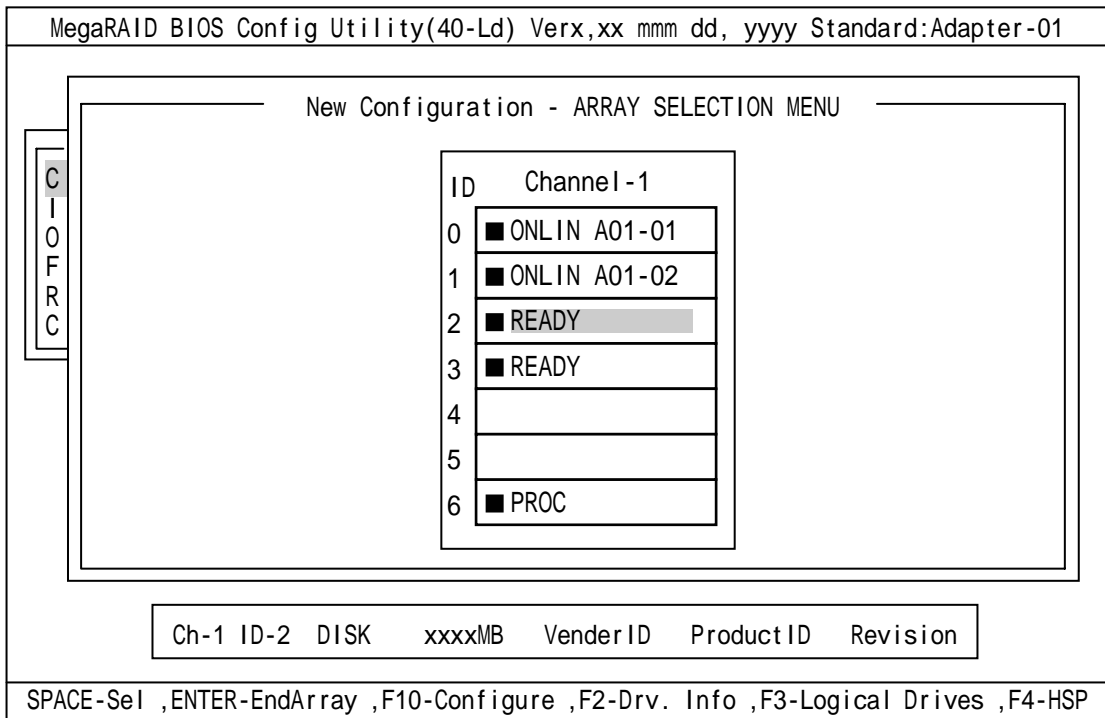 MegaRAID BIOS Config Utility(40-Ld) Verx,xx mmm dd, yyyy Standard:Adapter-01
New Configuration - ARRAY SELECTION MENU
ID Channel-1
0 ■ ONLIN A01-01
1 ■ ONLIN A01-02
2 ■ READY
3 ■ READY
4
5
6 ■ PROC
C
I
O
F
R
C
Ch-1 ID-2 DISK xxxxMB VenderID ProductID Revision
SPACE-Sel ,ENTER-EndArray ,F10-Configure ,F2-Drv. Info ,F3-Logical Drives ,F4-HSP